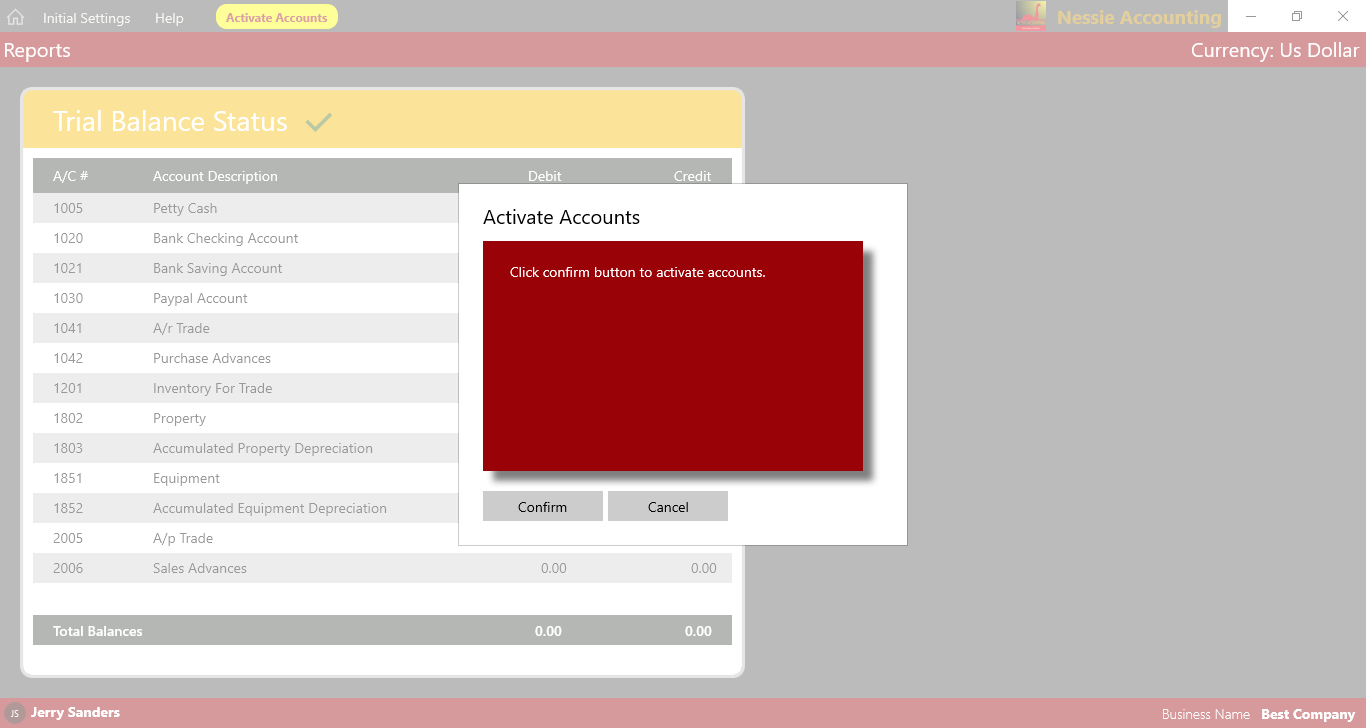 Initial Settings Help Activate Accounts Nessie Accounting
Reports Currency: Us Dollar
Trial Balance Status
A/C # Account Description Debit Credit
1005 Petty Cash
1020 Bank Checking Account
1021 Bank Saving Account
1030 Paypal Account
1041 A/r Trade
1042 Purchase Advances
1201 Inventory For Trade
1802 Property
1803 Accumulated Property Depreciation
1851 Equipment
1852 Accumulated Equipment Depreciation
2005 A/p Trade
2006 Sales Advances 0.00 0.00
Total Balances 0.00 0.00
Activate Accounts
Click confirm button to activate accounts.
Confirm Cancel
JS Jerry Sanders Business Name Best Company